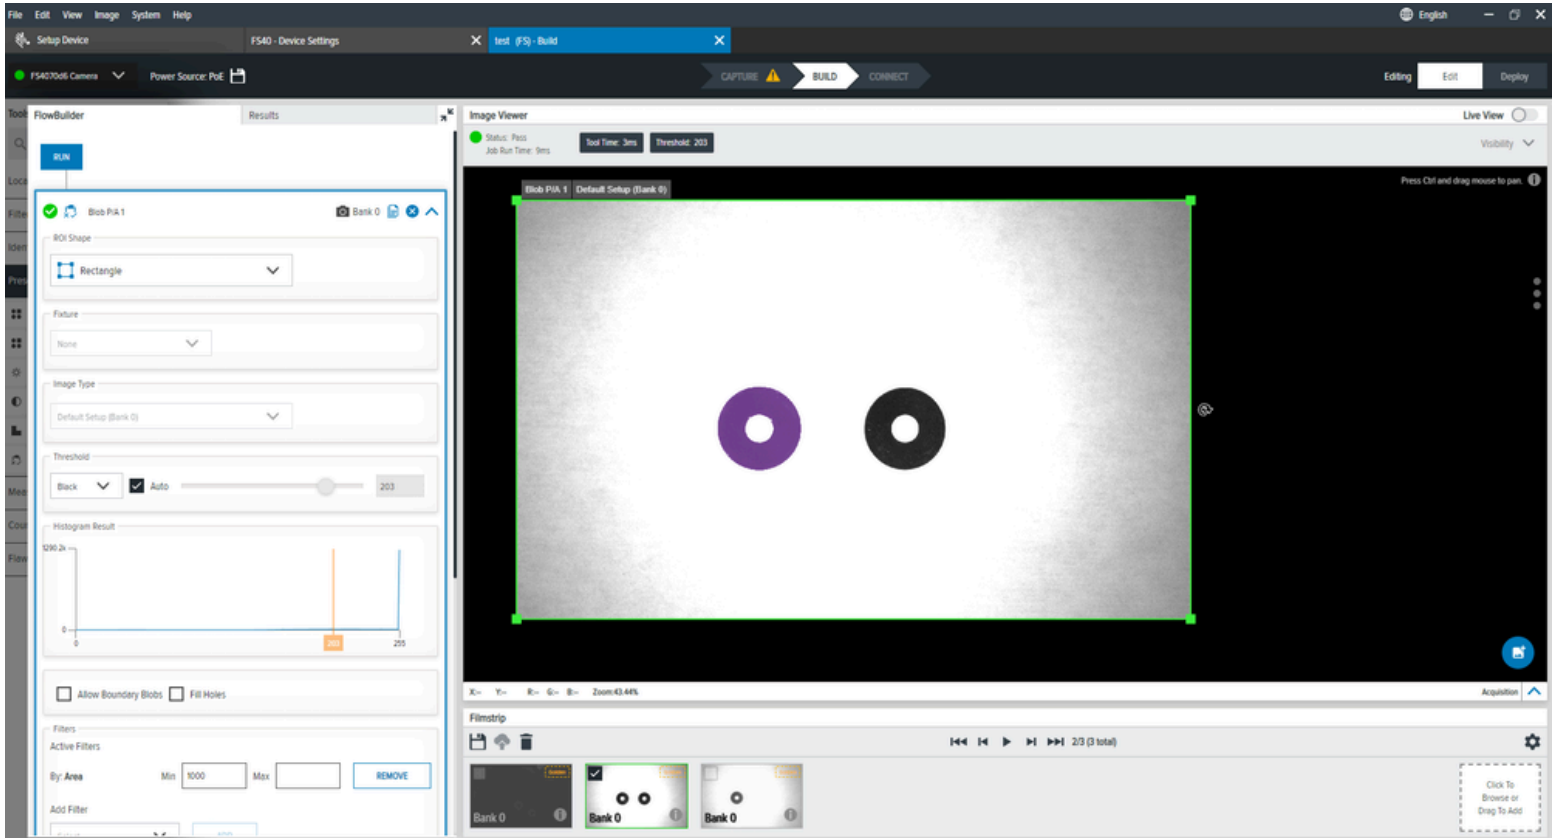 File Edit View Image System Help English
Setup Device FS40 - Device Settings test (FS) - Build
FS4070d6 Camera Power Source: PoE CAPTURE BUILD CONNECT Editing Edit Deploy
FlowBuilder Results
RUN
Blob P/A 1 Bank 0
ROI Shape
Rectangle
Fixture
None
Image Type
Default Setup (Bank 0)
Threshold
Black Auto 203
Histogram Result
1290.2k
0
0 203 255
Allow Boundary Blobs Fill Holes
Filters
Active Filters
By: Area Min 1000 Max REMOVE
Add Filter
Image Viewer Live View
Status: Pass
Job Run Time: 9ms
Tool Time: 3ms Threshold: 203 Visibility
Blob P/A 1 Default Setup (Bank 0) Press Ctrl and drag mouse to pan.
X:-- Y:-- R:-- G:-- B:-- Zoom:43.44% Acquisition
Filmstrip
2/3 (3 total)
Bank 0 Bank 0 Bank 0
Click To
Browse or
Drag To Add